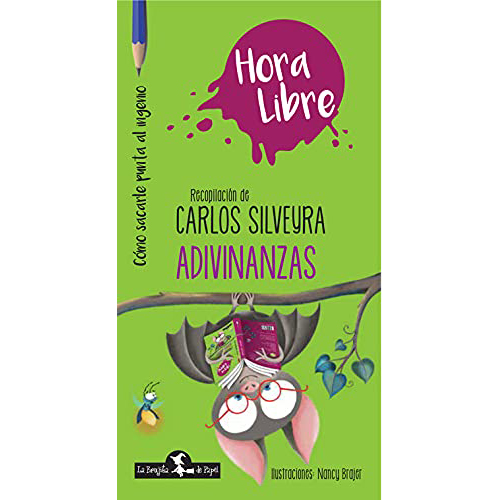 Cómo sacarle punta al ingenio
Hora
Libre
Recopilación de
CARLOS SILVEYRA
ADIVINANZAS
La Brujita de Papel
Ilustraciones: Nancy Brajer